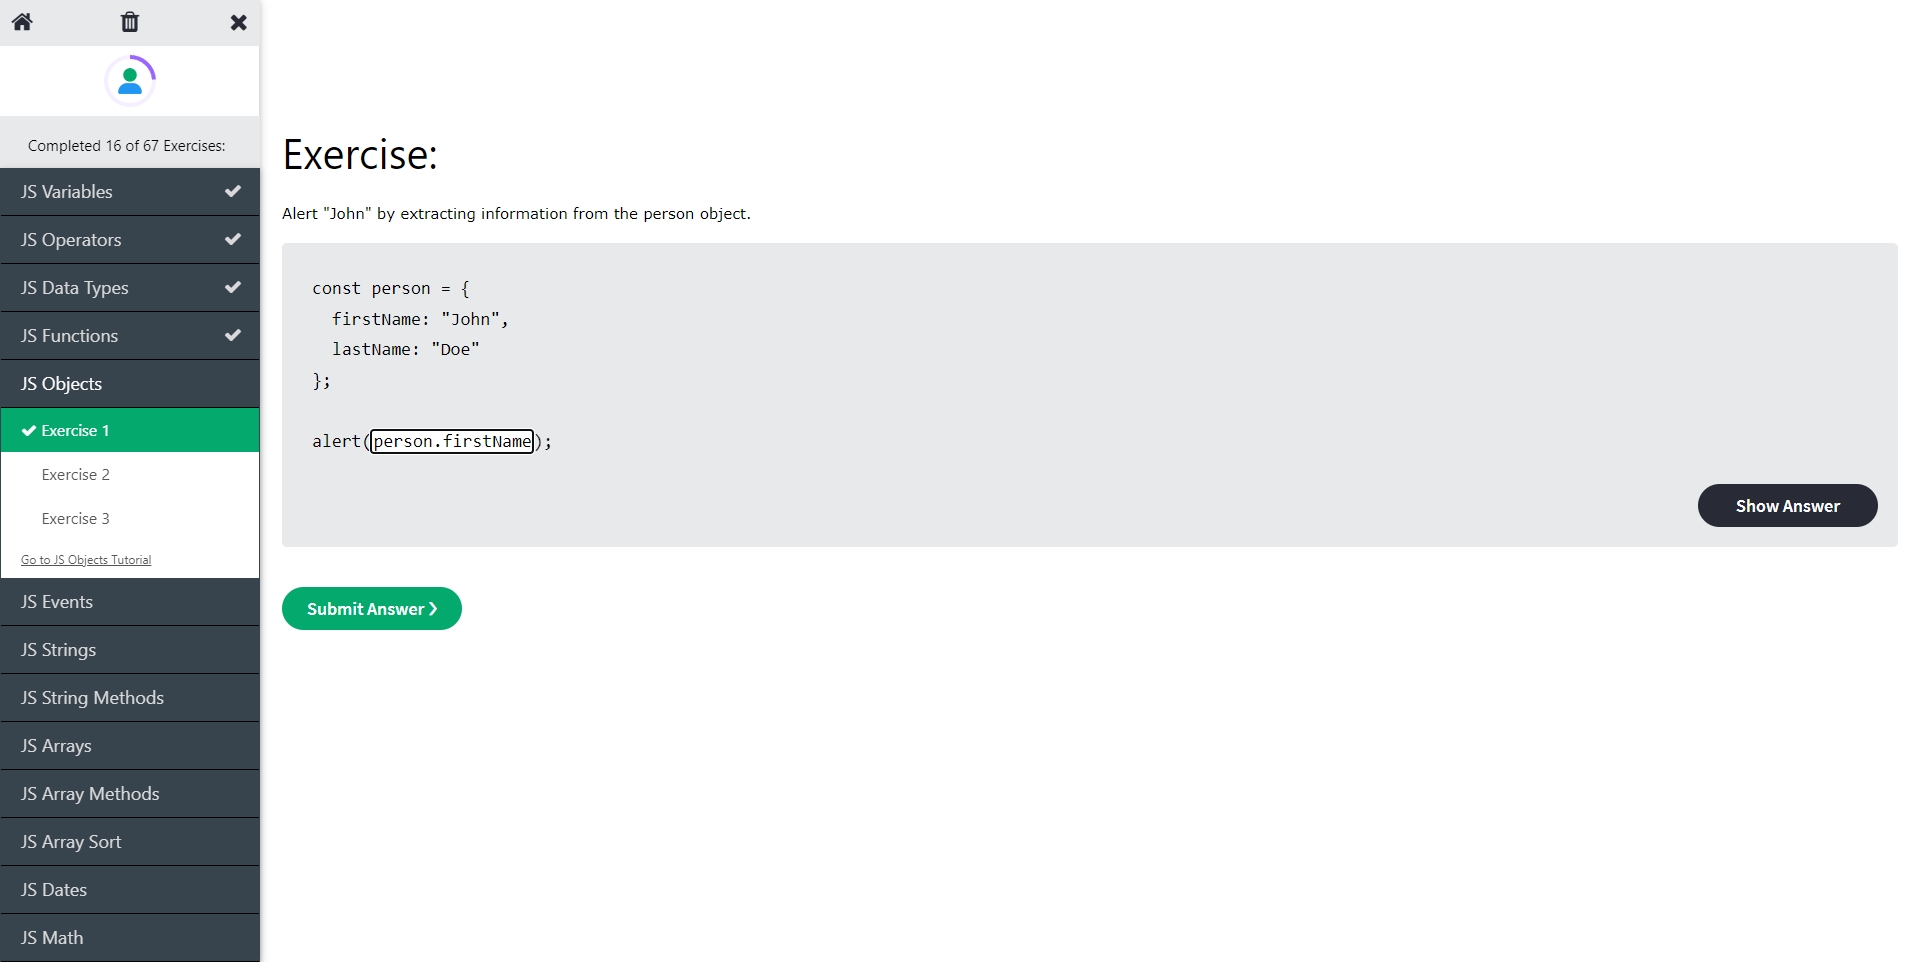 Completed 16 of 67 Exercises:
JS Variables
JS Operators
JS Data Types
JS Functions
JS Objects
Exercise 1
Exercise 2
Exercise 3
Go to JS Objects Tutorial
JS Events
JS Strings
JS String Methods
JS Arrays
JS Array Methods
JS Array Sort
JS Dates
JS Math
Exercise:
Alert "John" by extracting information from the person object.
const person = {
  firstName: "John",
  lastName: "Doe"
};
alert(person.firstName);
Show Answer
Submit Answer ❯